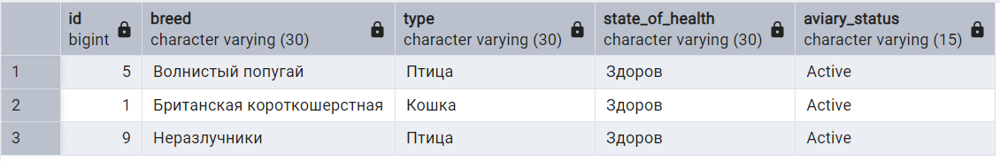 id breed type state_of_health aviary_status
bigint character varying (30) character varying (30) character varying (30) character varying (15)
1 5 Волнистый попугай Птица Здоров Active
2 1 Британская короткошерстная Кошка Здоров Active
3 9 Неразлучники Птица Здоров Active